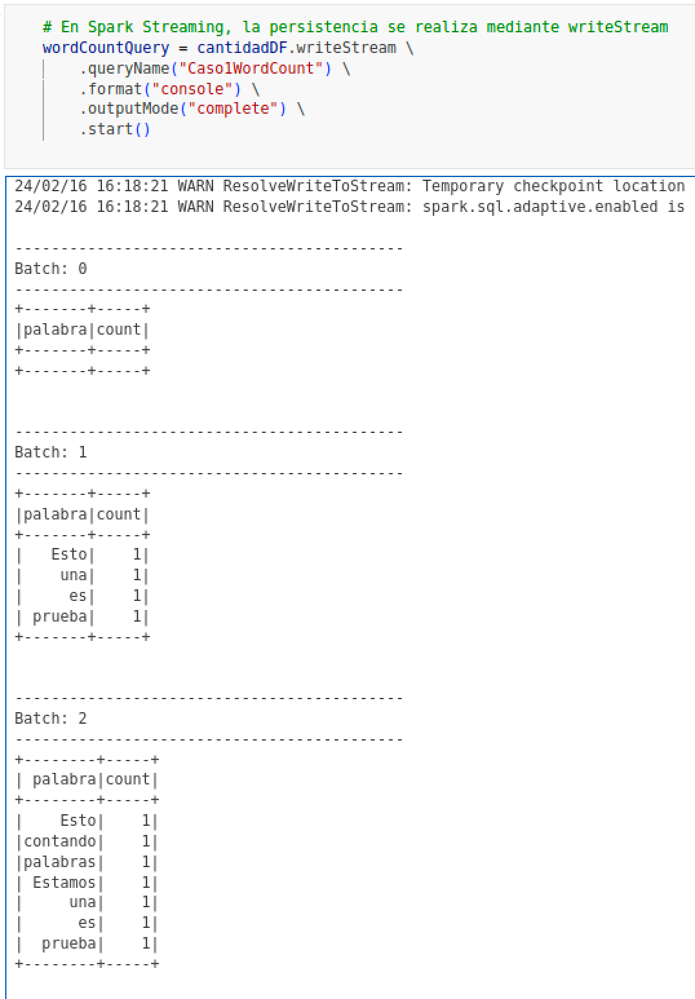 # En Spark Streaming, la persistencia se realiza mediante writeStream
wordCountQuery = cantidadDF.writeStream \
    .queryName("Caso1WordCount") \
    .format("console") \
    .outputMode("complete") \
    .start()
24/02/16 16:18:21 WARN ResolveWriteToStream: Temporary checkpoint location
24/02/16 16:18:21 WARN ResolveWriteToStream: spark.sql.adaptive.enabled is
-------------------------------------------
Batch: 0
-------------------------------------------
+-------+-----+
|palabra|count|
+-------+-----+
+-------+-----+
-------------------------------------------
Batch: 1
-------------------------------------------
+-------+-----+
|palabra|count|
+-------+-----+
|   Esto|    1|
|    una|    1|
|     es|    1|
| prueba|    1|
+-------+-----+
-------------------------------------------
Batch: 2
-------------------------------------------
+--------+-----+
| palabra|count|
+--------+-----+
|    Esto|    1|
|contando|    1|
|palabras|    1|
| Estamos|    1|
|     una|    1|
|      es|    1|
|  prueba|    1|
+--------+-----+